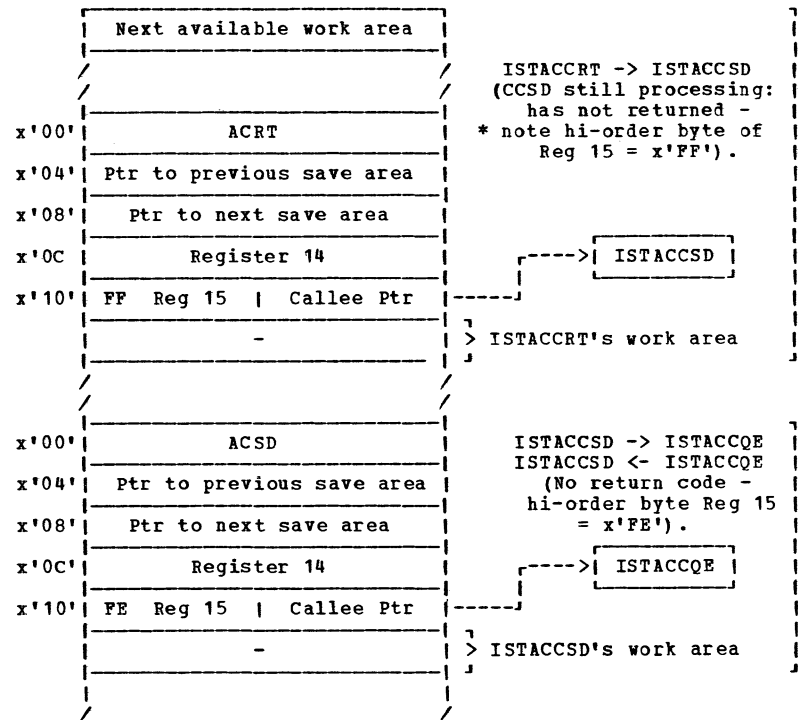 Next available work area
ISTACCRT -> ISTACCSD
(CCSD still processing:
has not returned -
* note hi-order byte of
Reg 15 = x'FF').
x'00' ACRT
x'04' Ptr to previous save area
x'08' Ptr to next save area
x'0C Register 14
ISTACCSD
x'10' FF Reg 15 | Callee Ptr
- > ISTACCRT's work area
x'00' ACSD
x'04' Ptr to previous save area
x'08' Ptr to next save area
x'0C' Register 14
x'10' FE Reg 15 | Callee Ptr
ISTACCSD -> ISTACCQE
ISTACCSD <- ISTACCQE
(No return code -
hi-order byte Reg 15
= x'FE').
ISTACCQE
- > ISTACCSD's work area